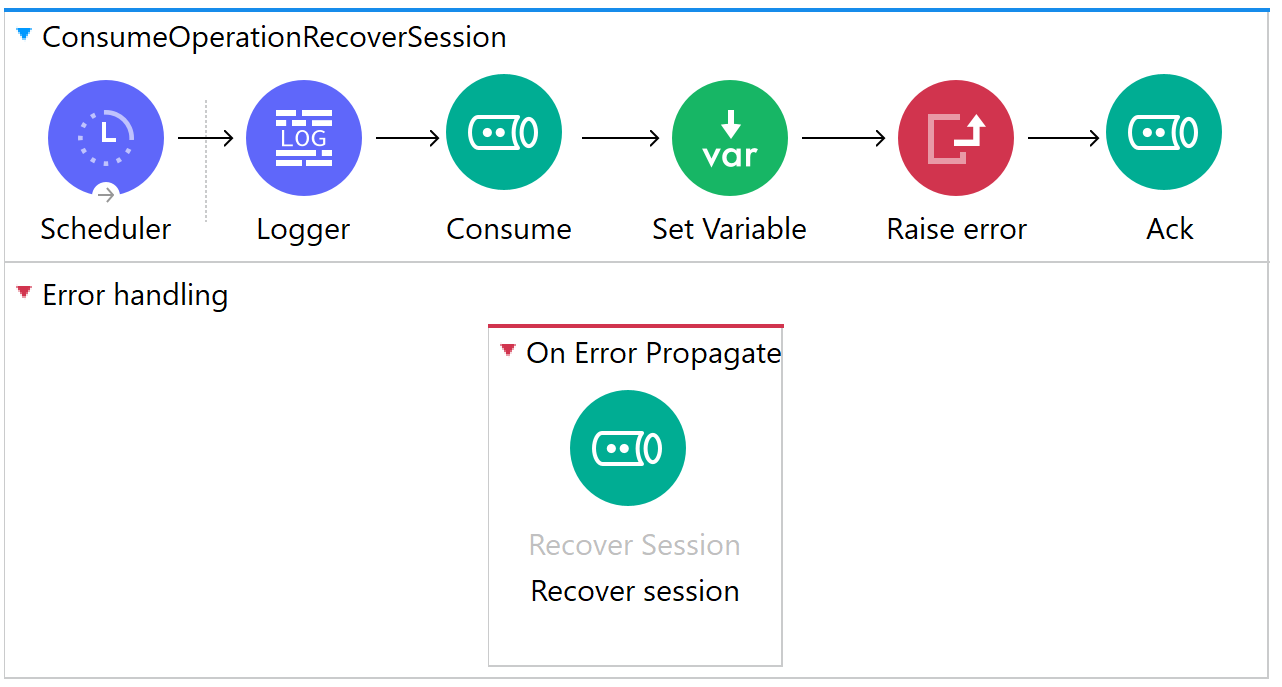 ConsumeOperationRecoverSession
L
LOG
var
Scheduler
Logger
Consume
Set Variable
Raise error
Ack
Error handling
On Error Propagate
Recover Session
Recover session